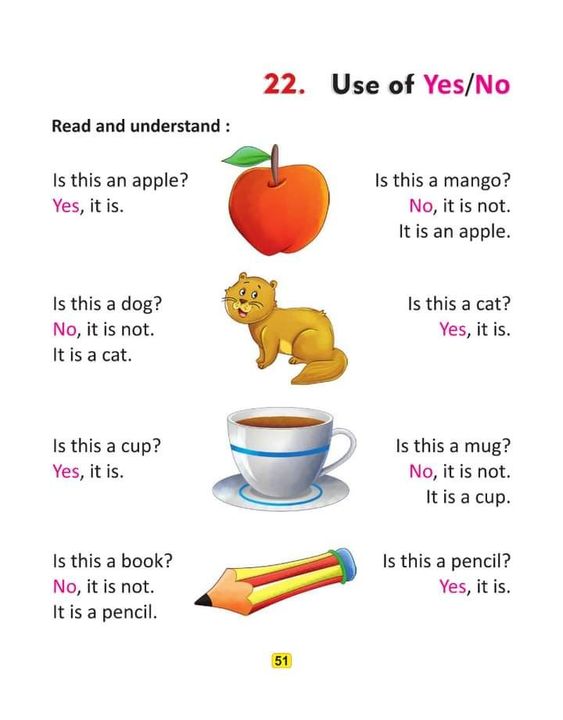 22. Use of Yes/No
Read and understand :
Is this an apple?
Yes, it is.
Is this a mango?
No, it is not.
It is an apple.
Is this a dog?
No, it is not.
It is a cat.
Is this a cat?
Yes, it is.
Is this a cup?
Yes, it is.
Is this a mug?
No, it is not.
It is a cup.
Is this a book?
No, it is not.
It is a pencil.
Is this a pencil?
Yes, it is.
51